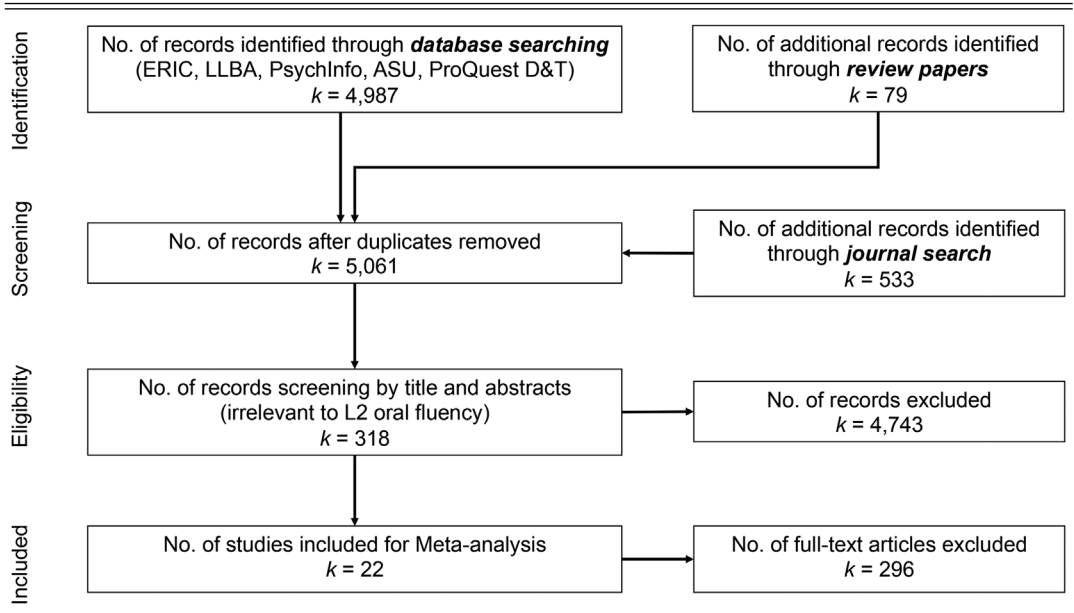 Identification
No. of records identified through database searching
(ERIC, LLBA, PsychInfo, ASU, ProQuest D&T)
k = 4,987
No. of additional records identified
through review papers
k = 79
Screening
No. of records after duplicates removed
k = 5,061
No. of additional records identified
through journal search
k = 533
Eligibility
No. of records screening by title and abstracts
(irrelevant to L2 oral fluency)
k = 318
No. of records excluded
k = 4,743
Included
No. of studies included for Meta-analysis
k = 22
No. of full-text articles excluded
k = 296